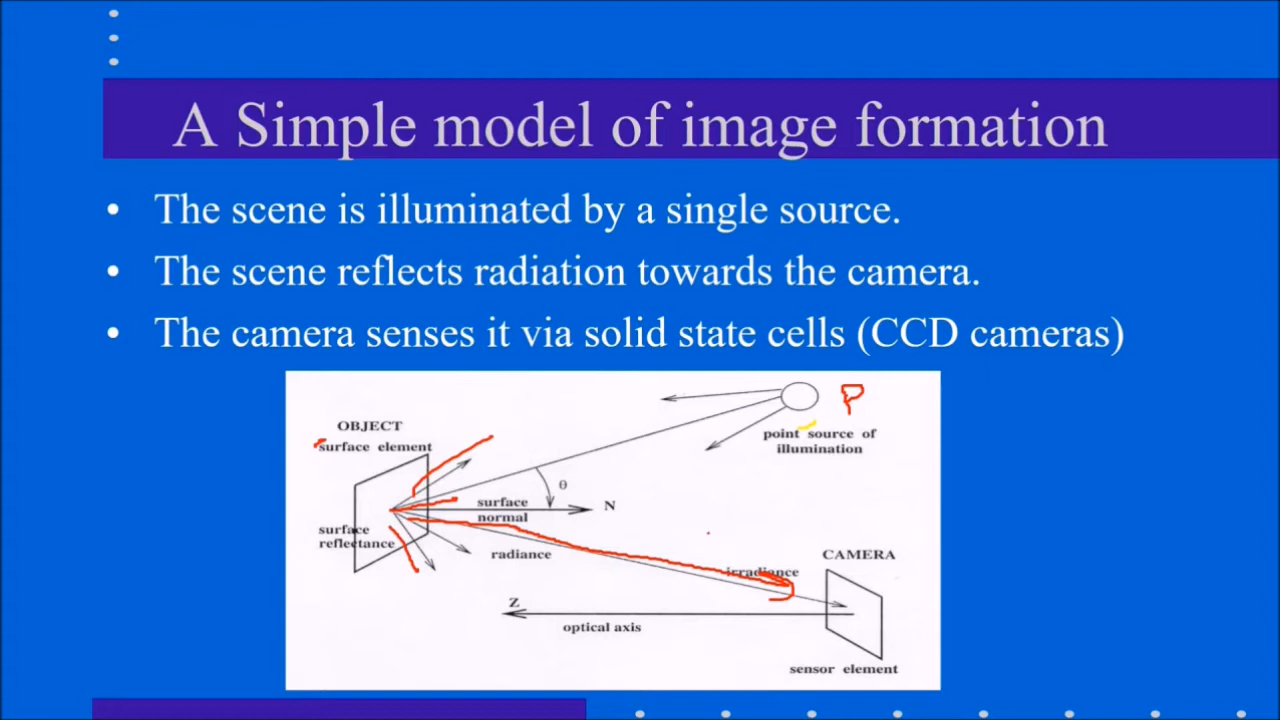 A Simple model of image formation
• The scene is illuminated by a single source.
• The scene reflects radiation towards the camera.
• The camera senses it via solid state cells (CCD cameras)
P
OBJECT
surface element
point source of
illumination
θ
surface
normal
N
surface
reflectance
radiance
irradiance
CAMERA
Z
optical axis
sensor element